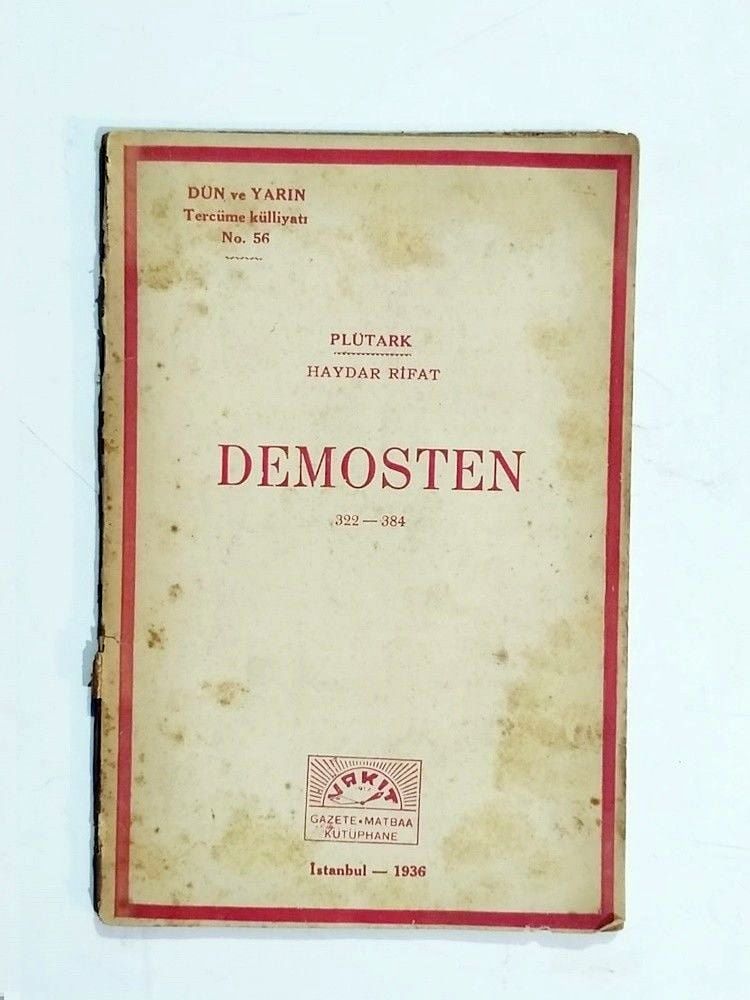 DÜN ve YARIN
Tercüme külliyatı
No. 56
PLÜTARK
HAYDAR RİFAT
DEMOSTEN
322 — 384
VAKIT
GAZETE • MATBAA
KÜTÜPHANE
İstanbul — 1936